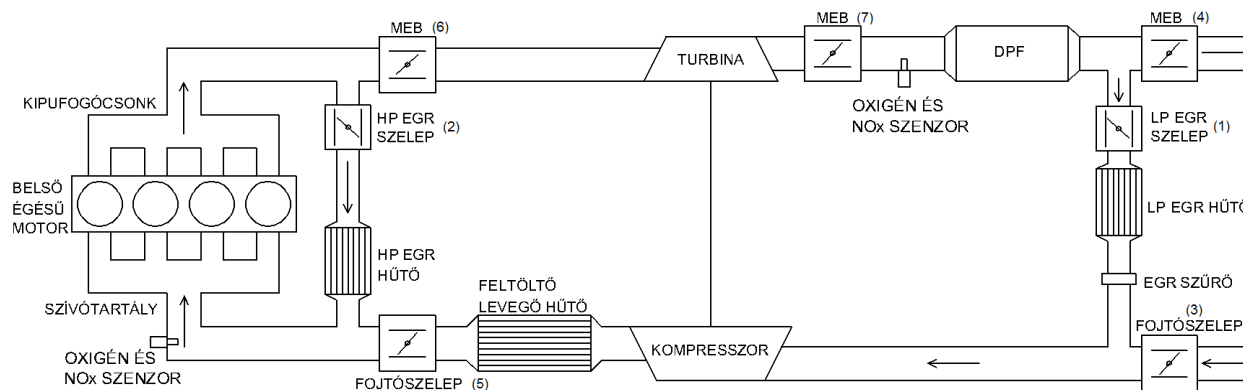 MEB (6)
MEB (7)
MEB (4)
TURBINA
DPF
KIPUFOGÓCSONK
HP EGR
SZELEP (2)
OXIGÉN ÉS
NOx SZENZOR
LP EGR
SZELEP (1)
BELSŐ
ÉGÉSŰ
MOTOR
LP EGR HŰTŐ
HP EGR
HŰTŐ
FELTÖLTŐ
LEVEGŐ HŰTŐ
EGR SZŰRŐ
SZÍVÓTARTÁLY
(3)
FOJTÓSZELEP
KOMPRESSZOR
OXIGÉN ÉS
NOx SZENZOR
FOJTÓSZELEP (5)